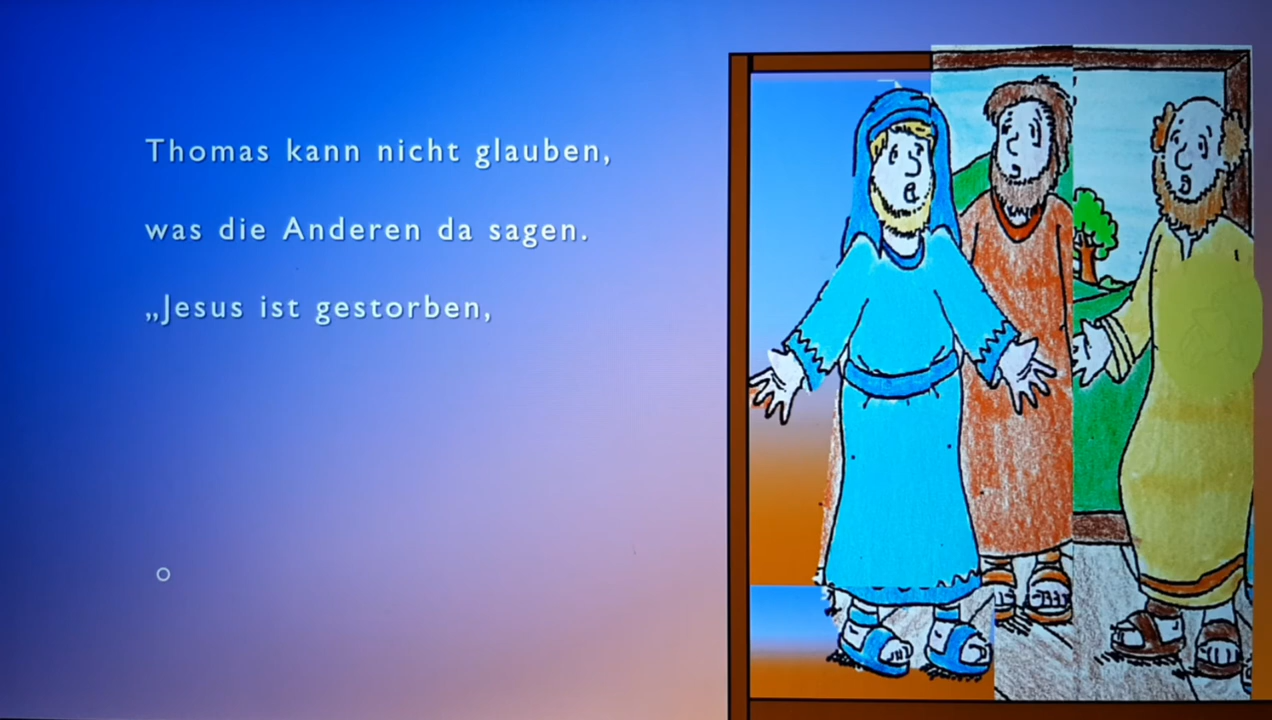 Thomas kann nicht glauben,
was die Anderen da sagen.
„Jesus ist gestorben,